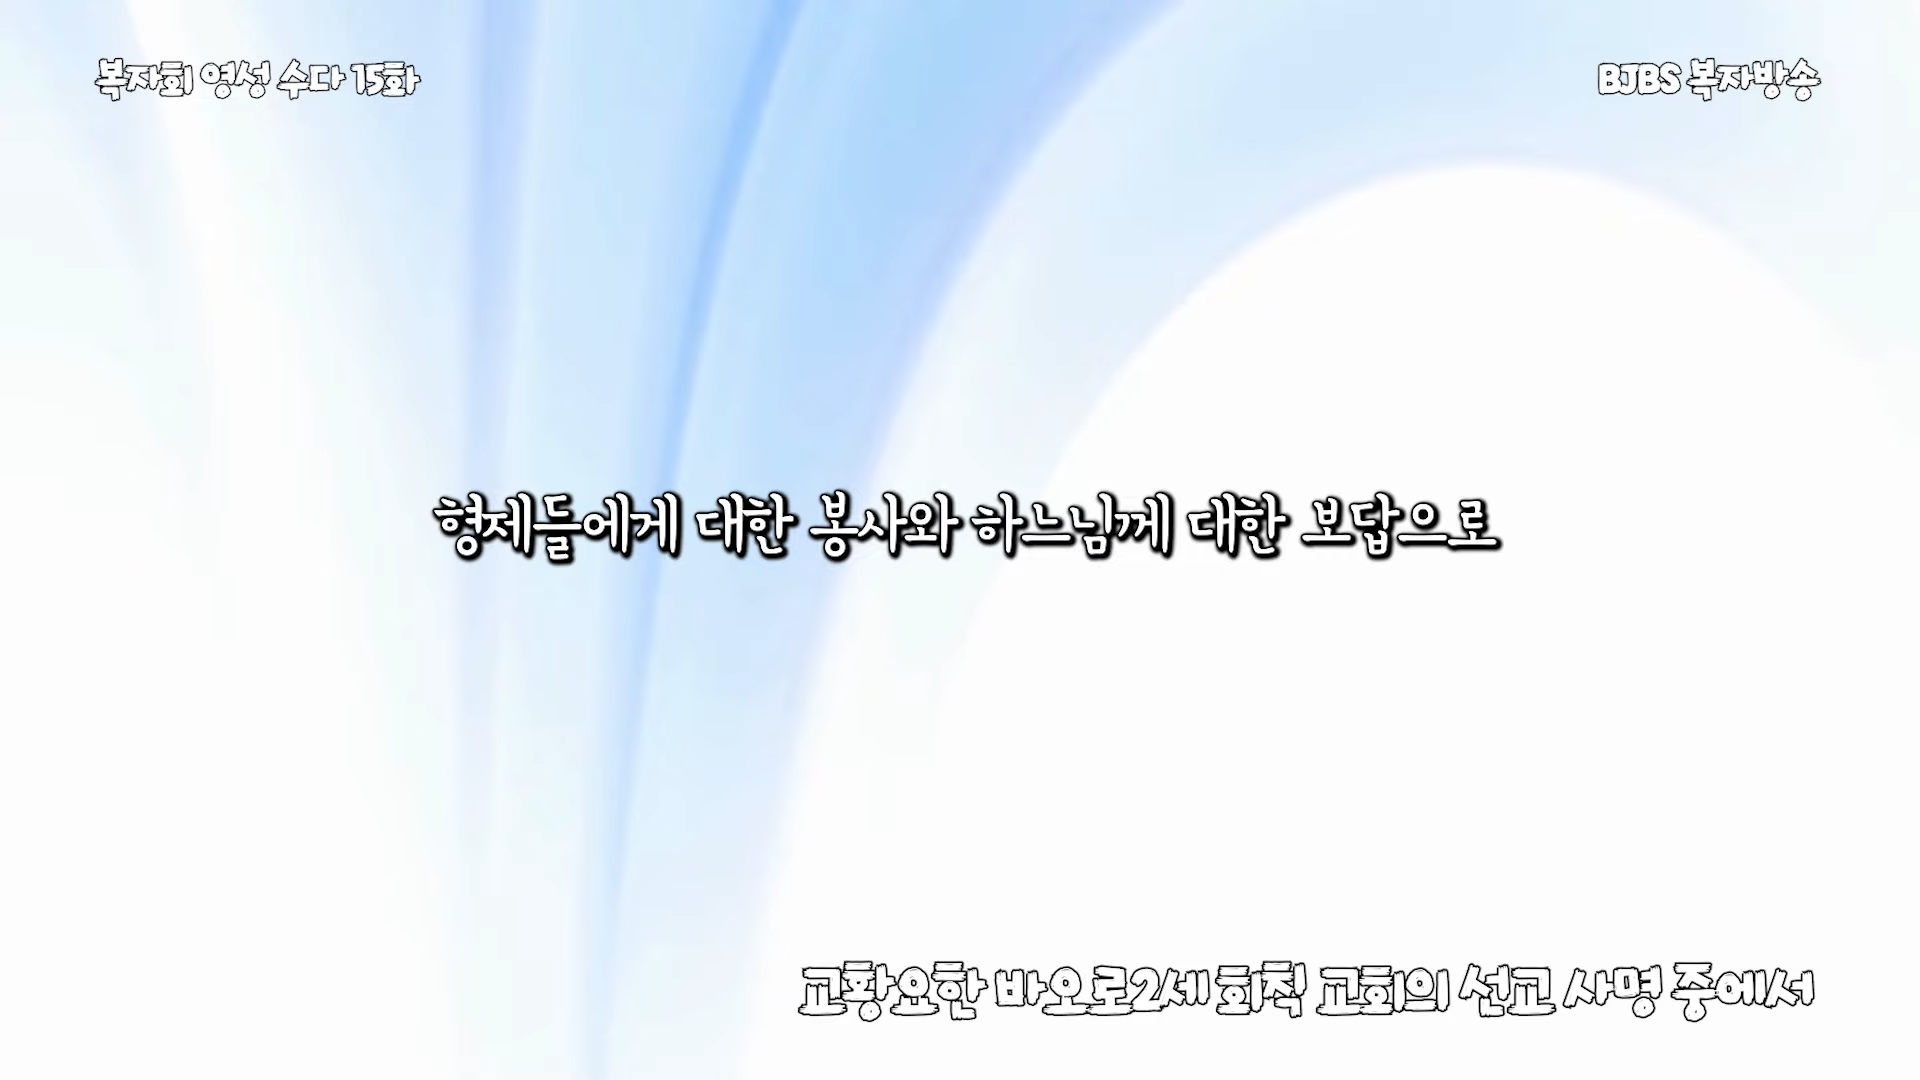 복자회 영성 수다 15화
BJBS 복자방송
형제들에게 대한 봉사와 하느님께 대한 보답으로
교황요한 바오로2세 회칙 교회의 선교 사명 중에서